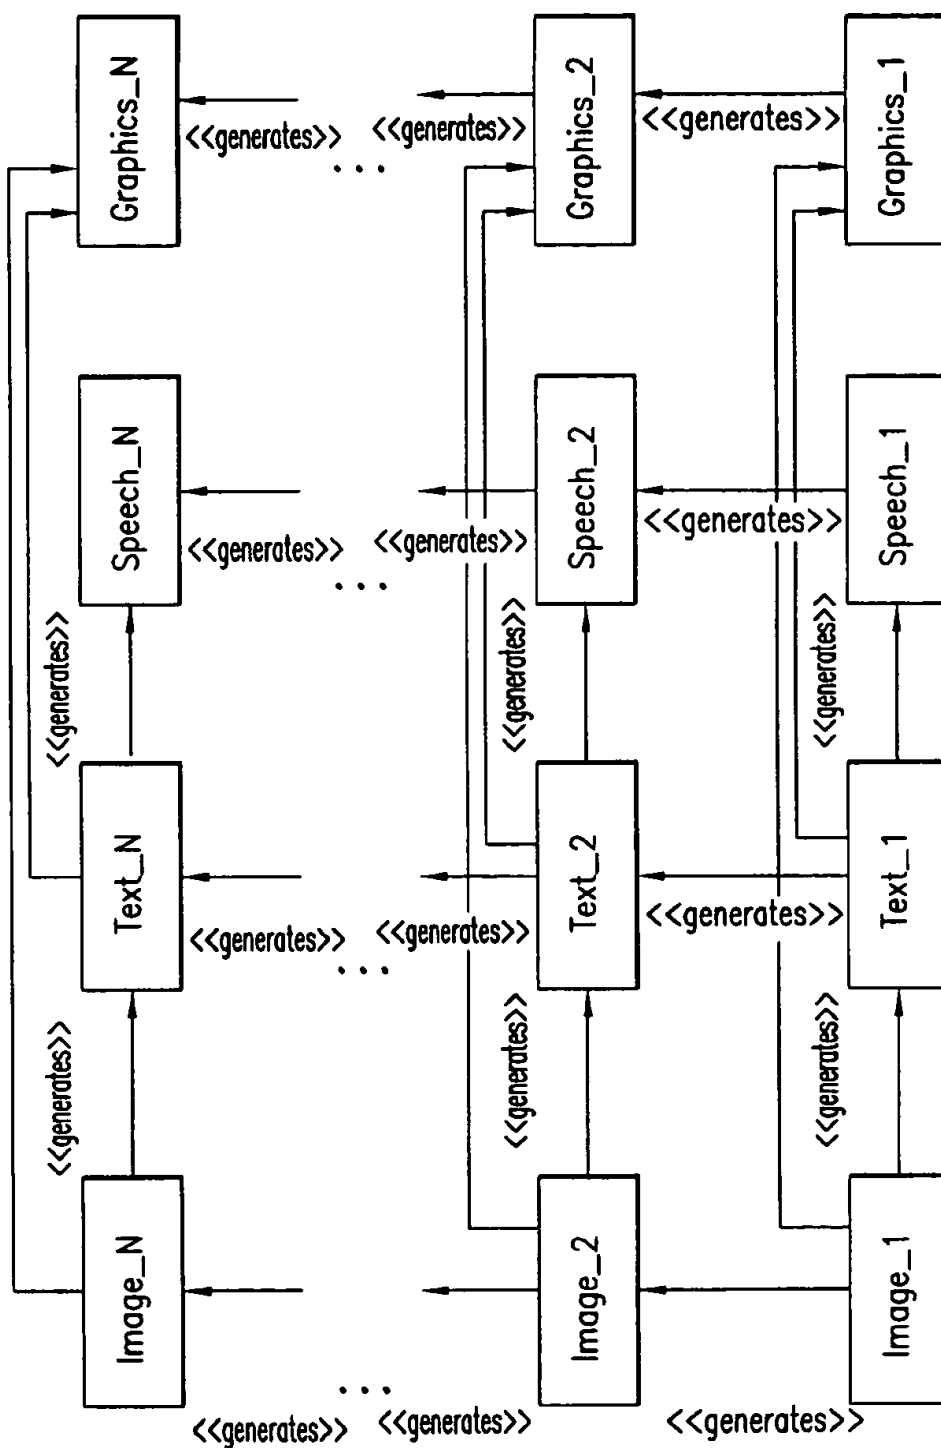 Graphics_N
Graphics_2
Graphics_1
<<generates>>
<<generates>>
<<generates>>
...
Speech_N
Speech_2
Speech_1
<<generates>>
<<generates>>
<<generates>>
...
<<generates>>
<<generates>>
<<generates>>
Text_N
Text_2
Text_1
<<generates>>
<<generates>>
<<generates>>
...
<<generates>>
<<generates>>
<<generates>>
Image_N
Image_2
Image_1
...
<<generates>>
<<generates>>
<<generates>>